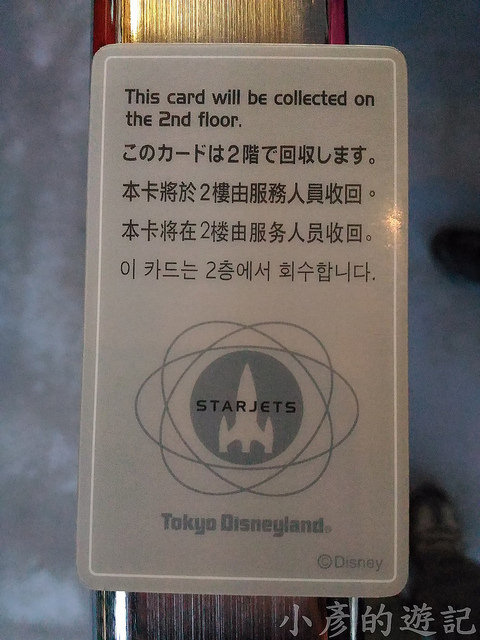 This card will be collected on
the 2nd floor.
このカードは2階で回収します。
本卡將於2樓由服務人員收回。
本卡将在2楼由服务人员收回。
이 카드는 2층에서 회수합니다.
STARJETS
Tokyo Disneyland®
©Disney
小彥的遊記